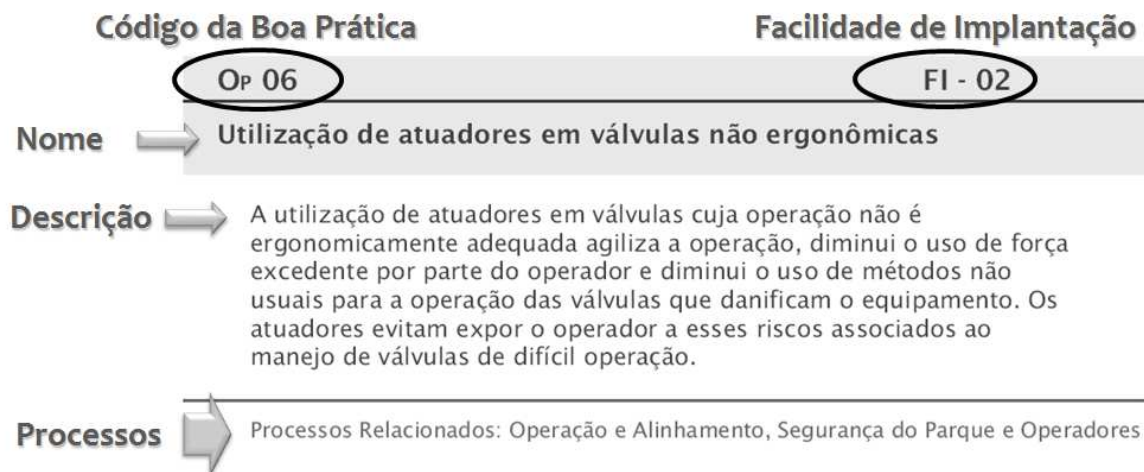 Código da Boa Prática Facilidade de Implantação
Op 06 FI - 02
Nome Utilização de atuadores em válvulas não ergonômicas
Descrição A utilização de atuadores em válvulas cuja operação não é
ergonomicamente adequada agiliza a operação, diminui o uso de força
excedente por parte do operador e diminui o uso de métodos não
usuais para a operação das válvulas que danificam o equipamento. Os
atuadores evitam expor o operador a esses riscos associados ao
manejo de válvulas de difícil operação.
Processos Processos Relacionados: Operação e Alinhamento, Segurança do Parque e Operadores